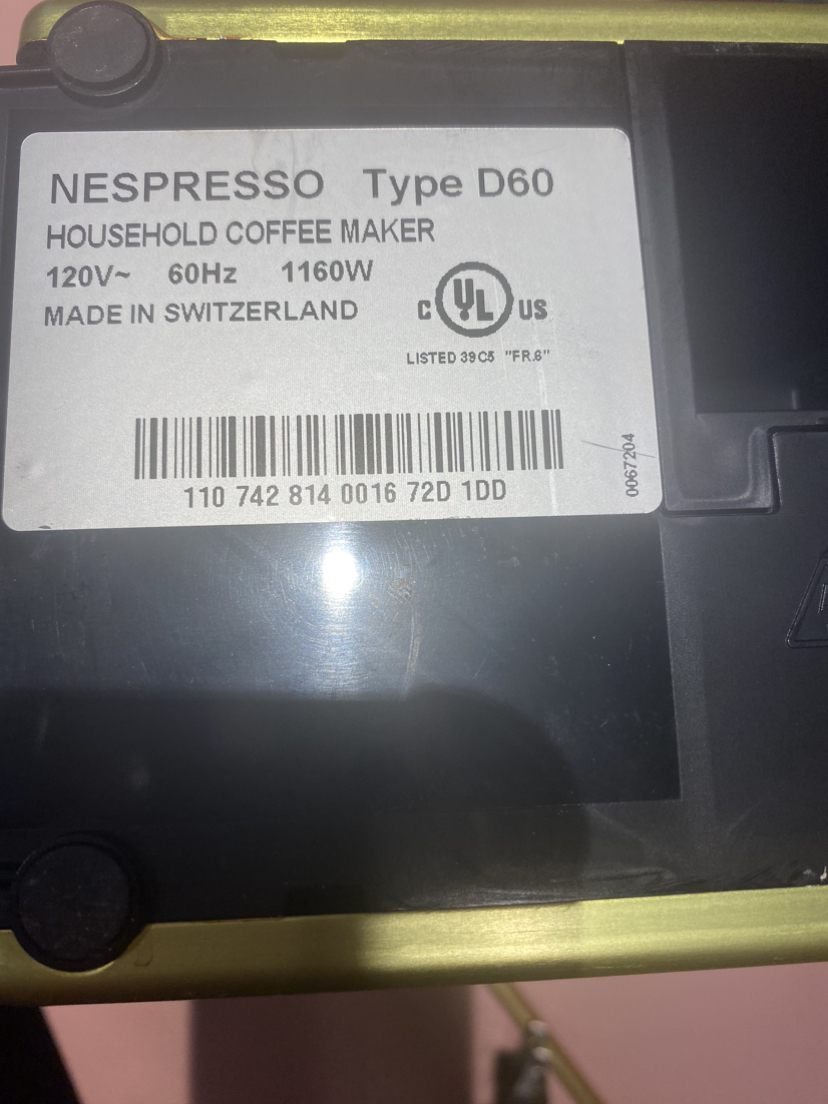 NESPRESSO Type D60
HOUSEHOLD COFFEE MAKER
120V~ 60Hz 1160W
MADE IN SWITZERLAND
C UL US
LISTED 39C5 "FR.6"
110 742 814 0016 72D 1DD
0067204